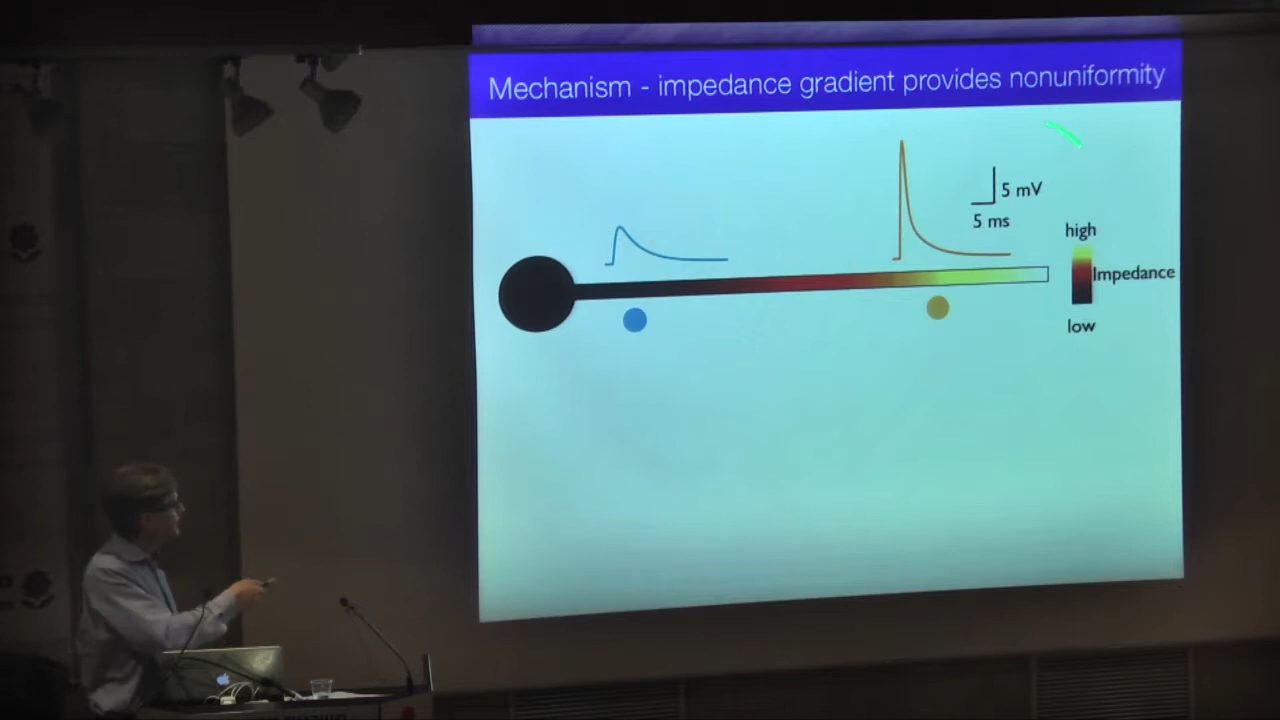 Mechanism - impedance gradient provides nonuniformity
5 mV
5 ms
high
Impedance
low